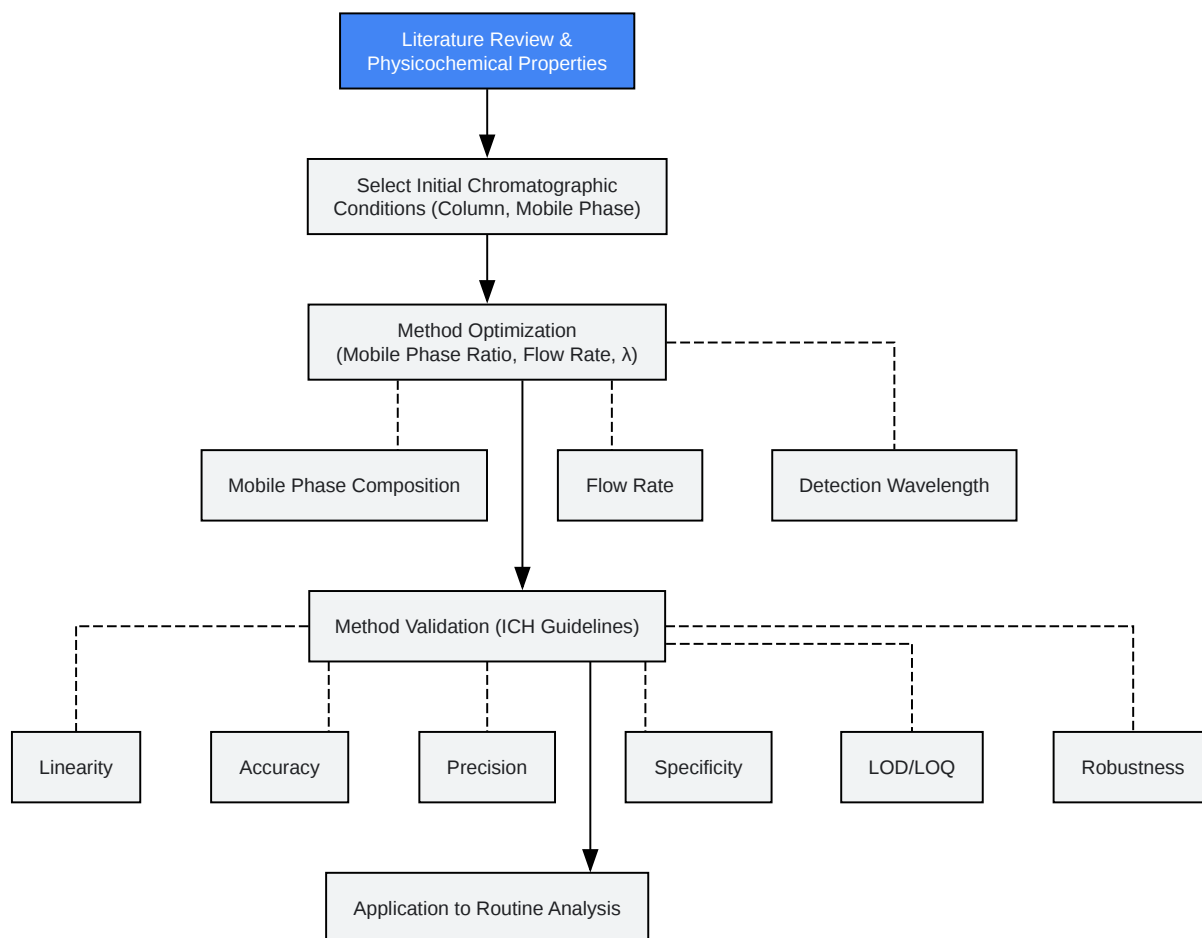 Literature Review &
Physicochemical Properties
Select Initial Chromatographic
Conditions (Column, Mobile Phase)
Method Optimization
(Mobile Phase Ratio, Flow Rate, λ)
Mobile Phase Composition
Flow Rate
Detection Wavelength
Method Validation (ICH Guidelines)
Linearity
Accuracy
Precision
Specificity
LOD/LOQ
Robustness
Application to Routine Analysis